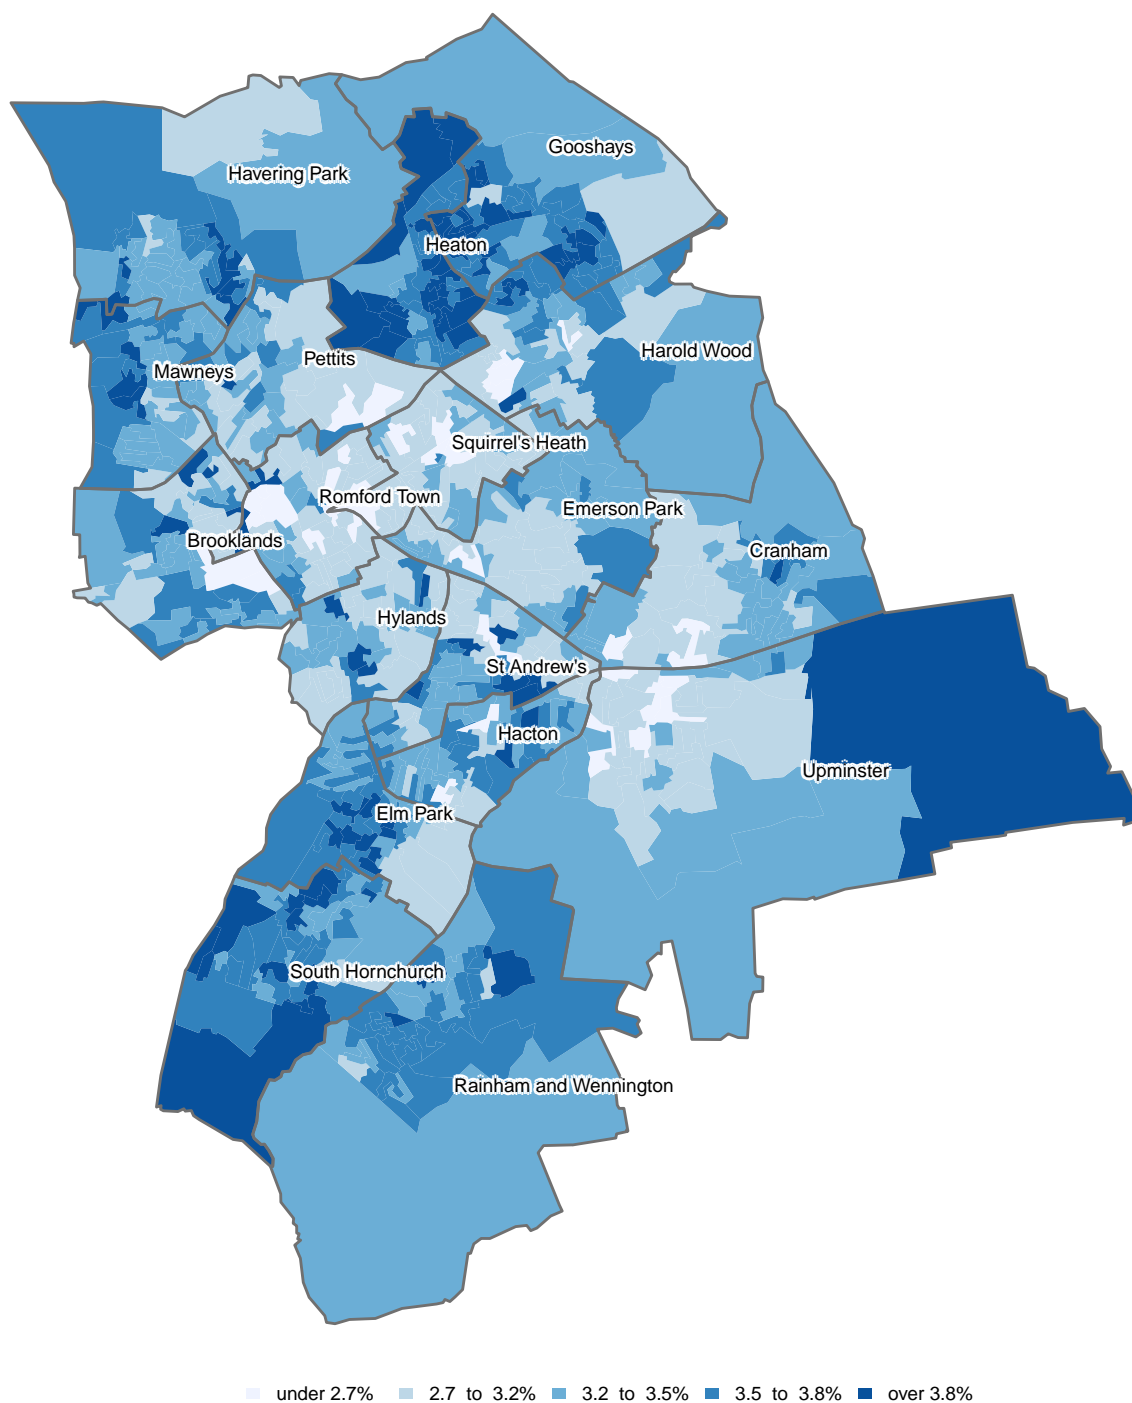 Gooshays
Havering Park
Heaton
Harold Wood
Pettits
Mawneys
Squirrel's Heath
Romford Town
Emerson Park
Brooklands
Cranham
Hylands
St Andrew's
Hacton
Upminster
Elm Park
South Hornchurch
Rainham and Wennington
under 2.7% 2.7 to 3.2% 3.2 to 3.5% 3.5 to 3.8% over 3.8%